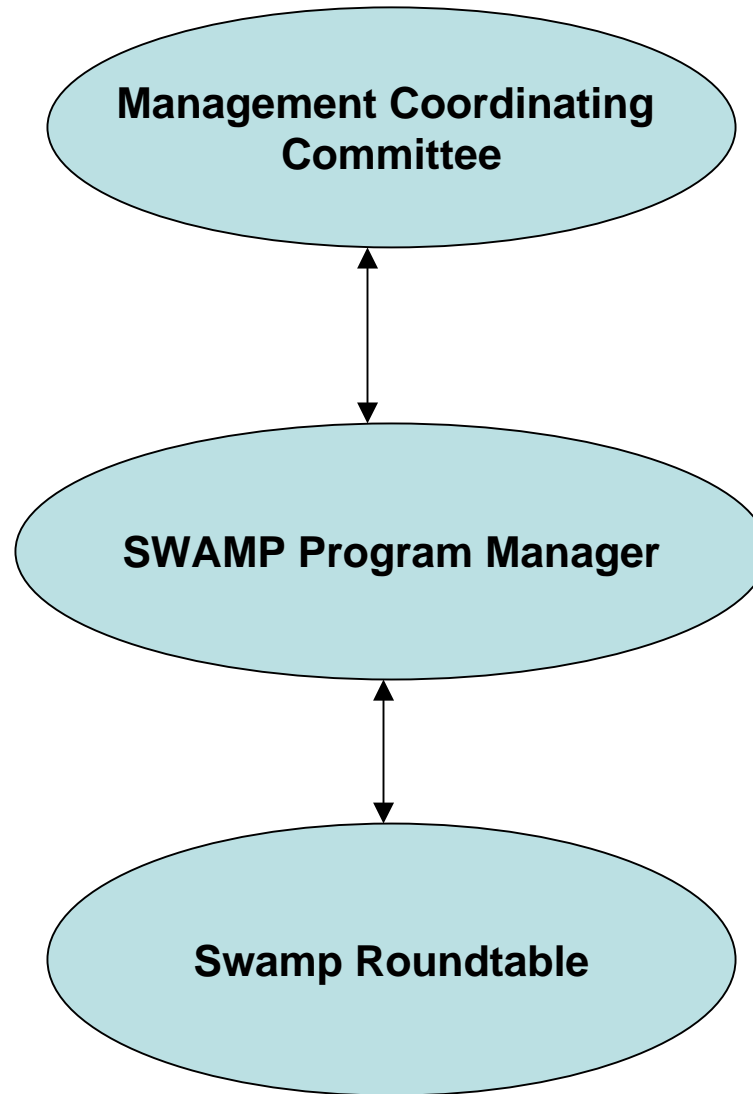 Management Coordinating
Committee
SWAMP Program Manager
Swamp Roundtable